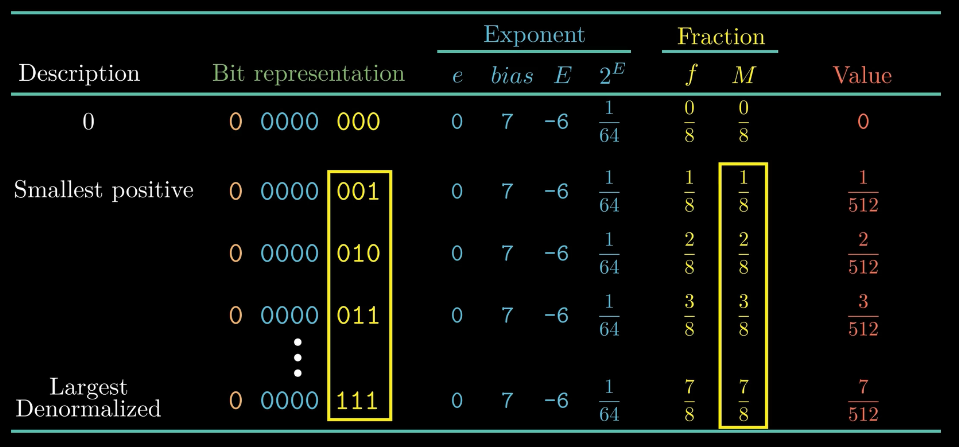 Exponent Fraction
Description Bit representation e bias E 2^E f M Value
0 0 0000 000 0 7 -6 1/64 0/8 0/8 0
Smallest positive 0 0000 001 0 7 -6 1/64 1/8 1/8 1/512
0 0000 010 0 7 -6 1/64 2/8 2/8 2/512
0 0000 011 0 7 -6 1/64 3/8 3/8 3/512
Largest
Denormalized 0 0000 111 0 7 -6 1/64 7/8 7/8 7/512